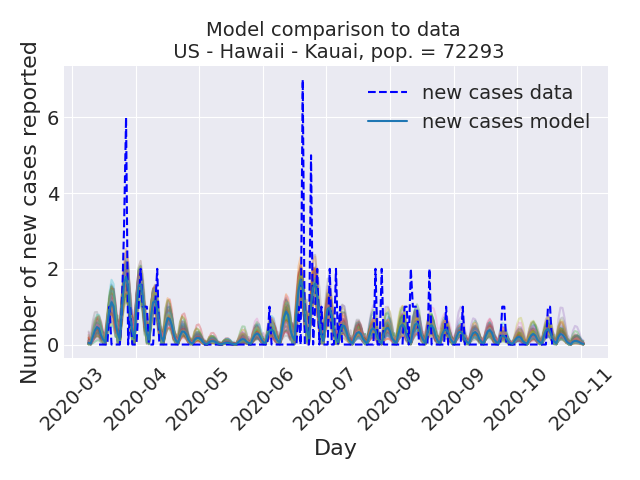 Model comparison to data
US - Hawaii - Kauai, pop. = 72293
Number of new cases reported
6
4
2
0
new cases data
new cases model
2020-03
2020-04
2020-05
2020-06
2020-07
2020-08
2020-09
2020-10
2020-11
Day